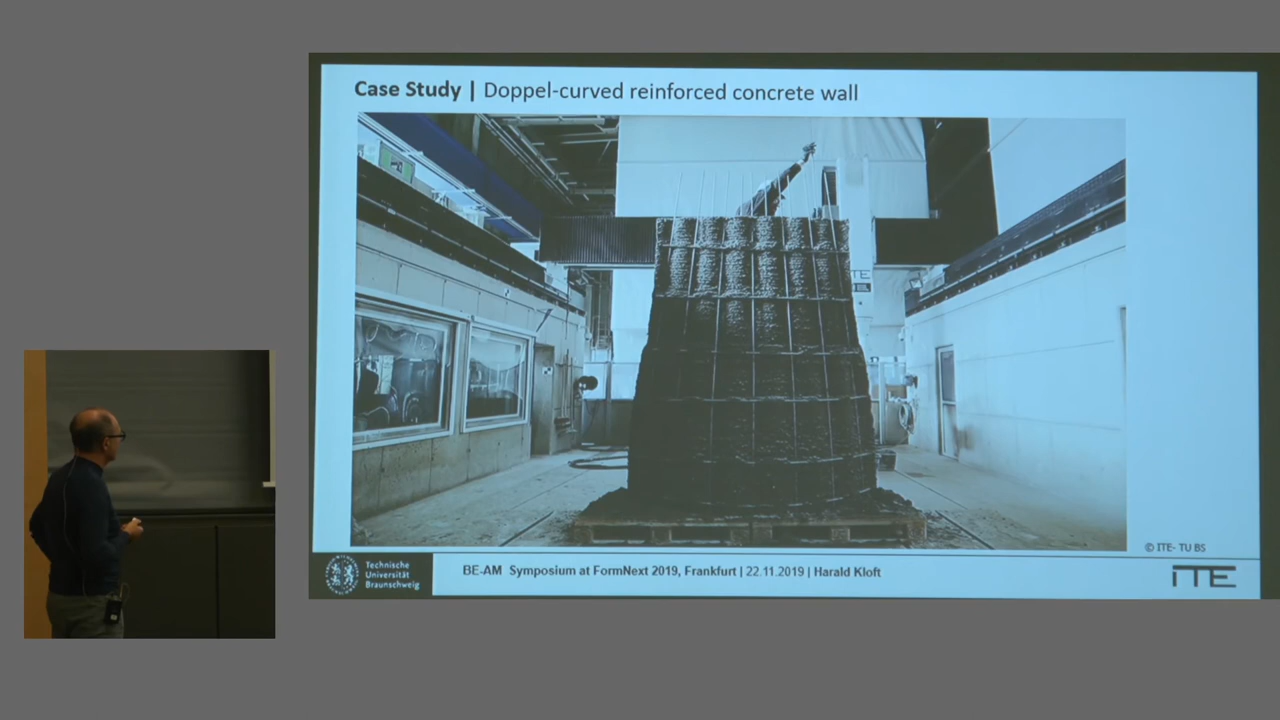 Case Study | Doppel-curved reinforced concrete wall
ITE
© ITE- TU BS
Technische
Universität
Braunschweig
BE-AM Symposium at FormNext 2019, Frankfurt | 22.11.2019 | Harald Kloft
ITE